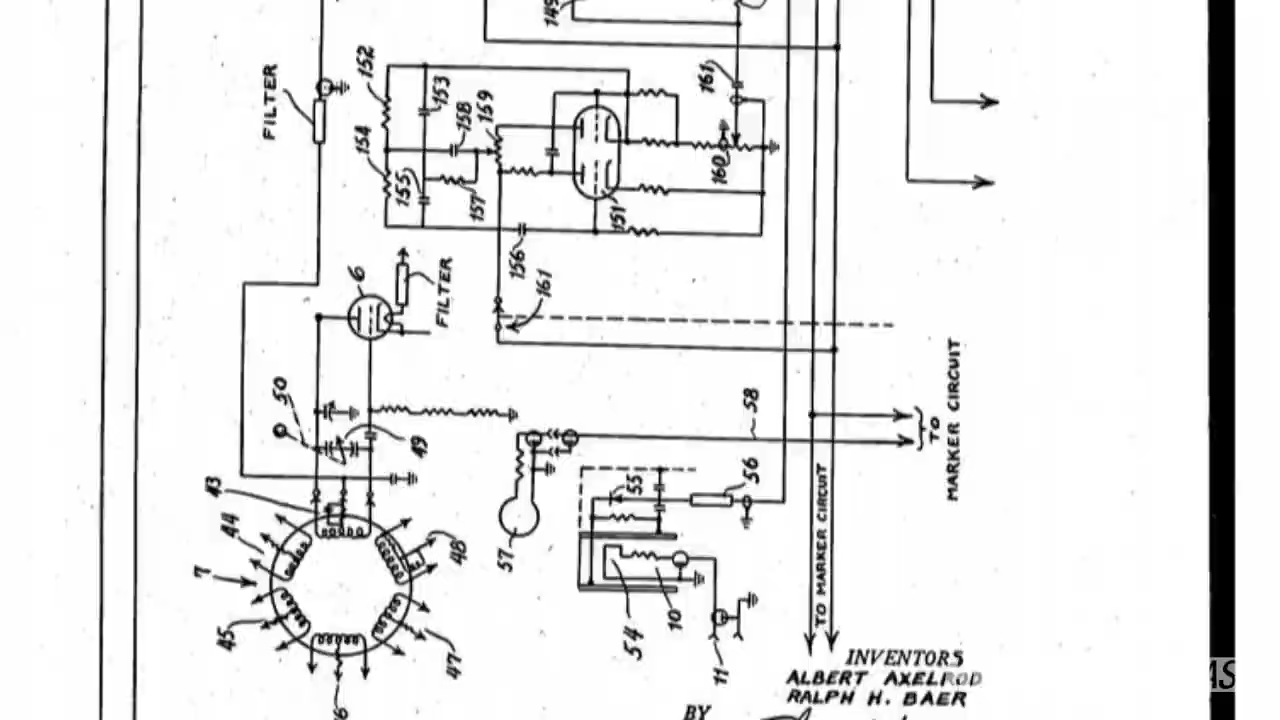 149
161
152
153
FILTER
158
159
154
160
155
157
151
156
6
161
FILTER
50
58
TO
MARKER CIRCUIT
49
43
55
56
44
48
57
7
TO MARKER CIRCUIT
54
10
45
47
11
INVENTORS
ALBERT AXELROD
RALPH H. BAER
BY
AS